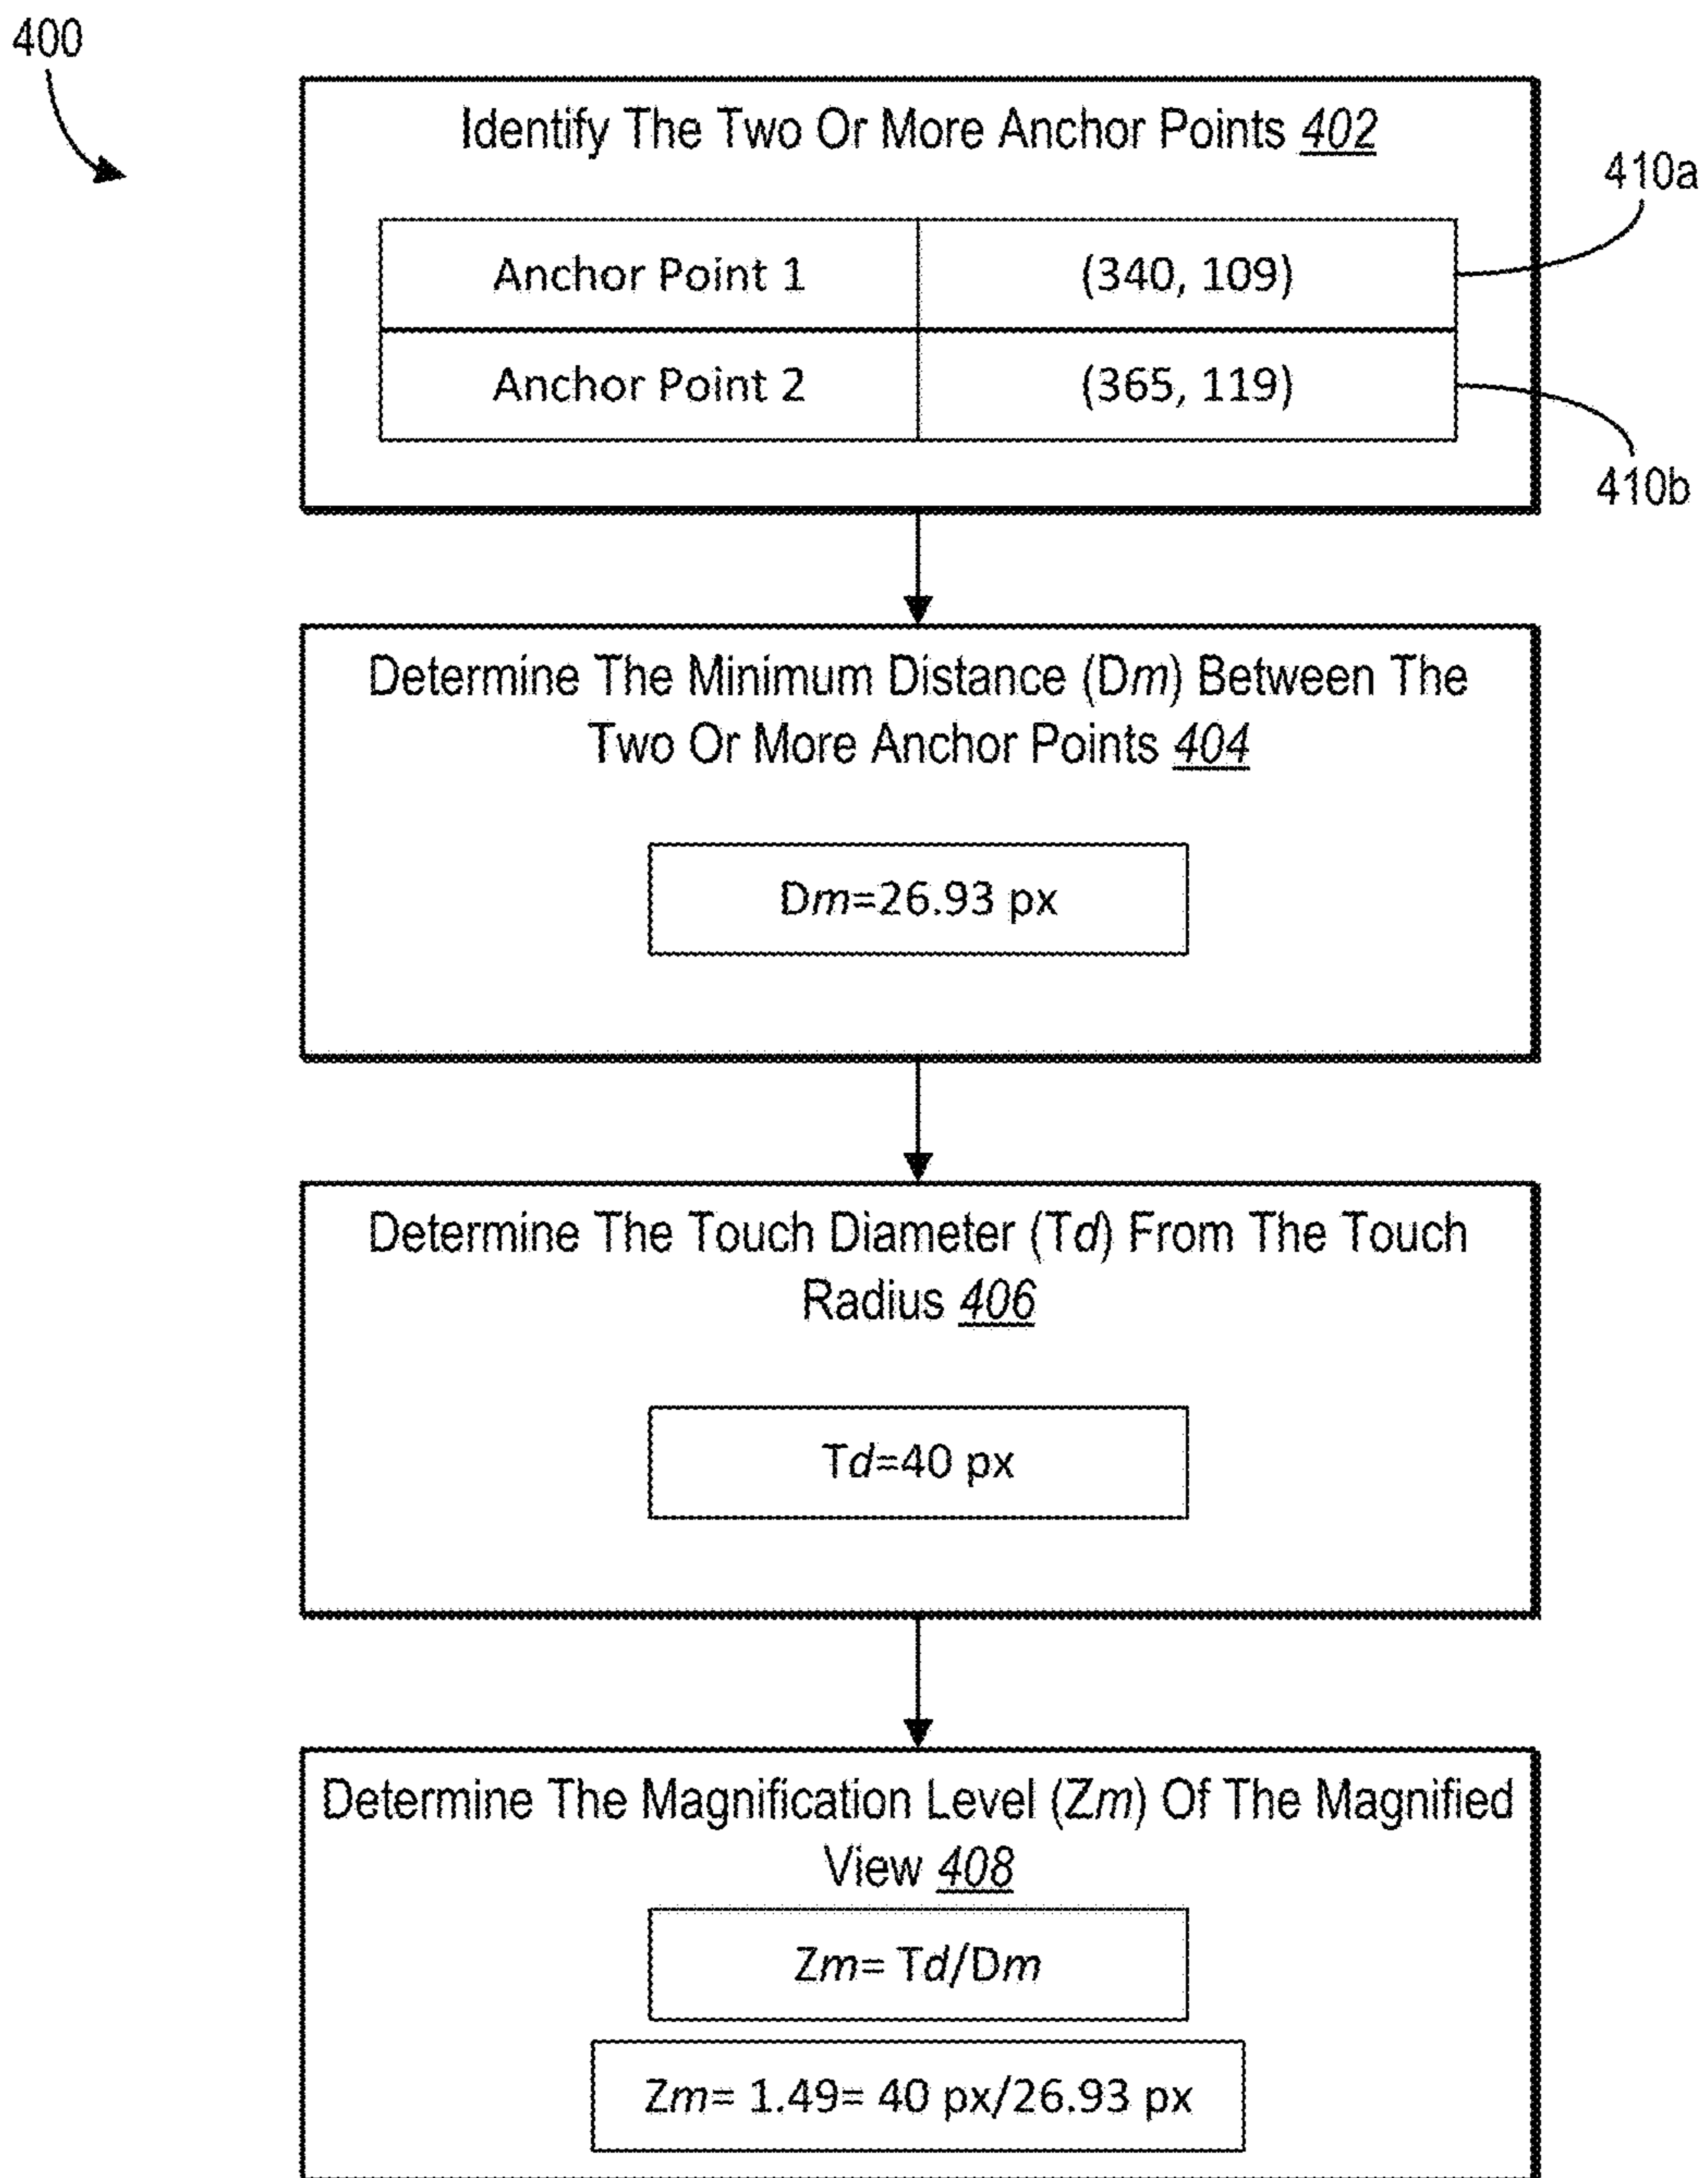 400
Identify The Two Or More Anchor Points 402
410a
Anchor Point 1 (340, 109)
Anchor Point 2 (365, 119)
410b
Determine The Minimum Distance (Dm) Between The
Two Or More Anchor Points 404
Dm=26.93 px
Determine The Touch Diameter (Td) From The Touch
Radius 406
Td=40 px
Determine The Magnification Level (Zm) Of The Magnified
View 408
Zm= Td/Dm
Zm= 1.49= 40 px/26.93 px